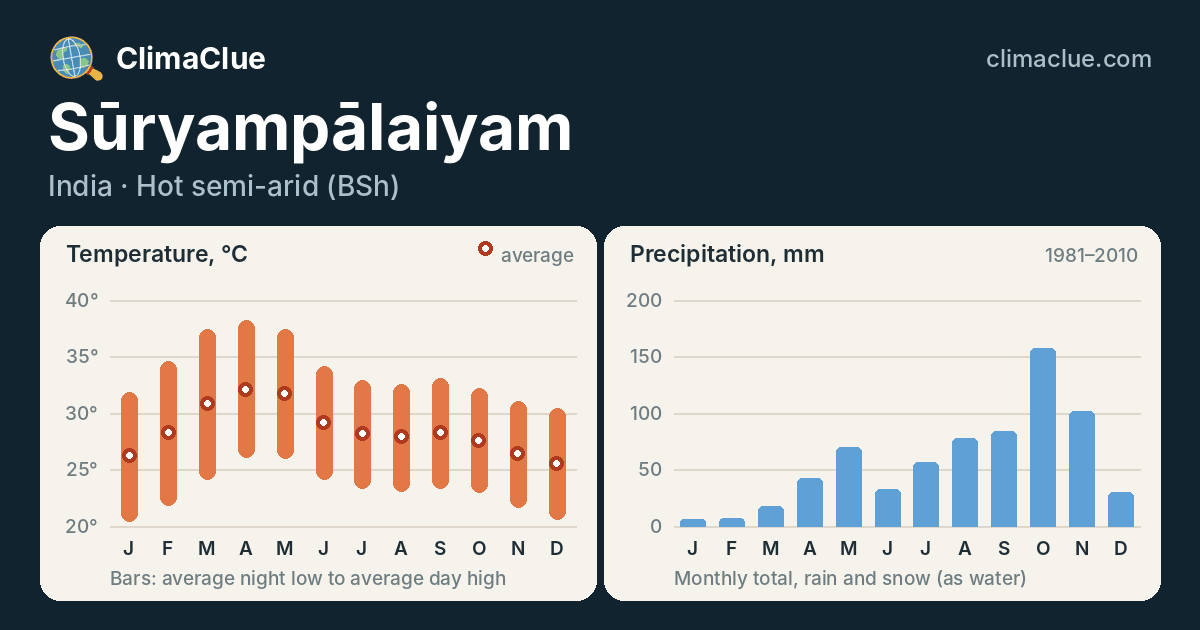 ClimaClue
climaclue.com
Sūryampālaiyam
India · Hot semi-arid (BSh)
Temperature, °C
average
40°
35°
30°
25°
20°
J F M A M J J A S O N D
Bars: average night low to average day high
Precipitation, mm
1981–2010
200
150
100
50
0
J F M A M J J A S O N D
Monthly total, rain and snow (as water)